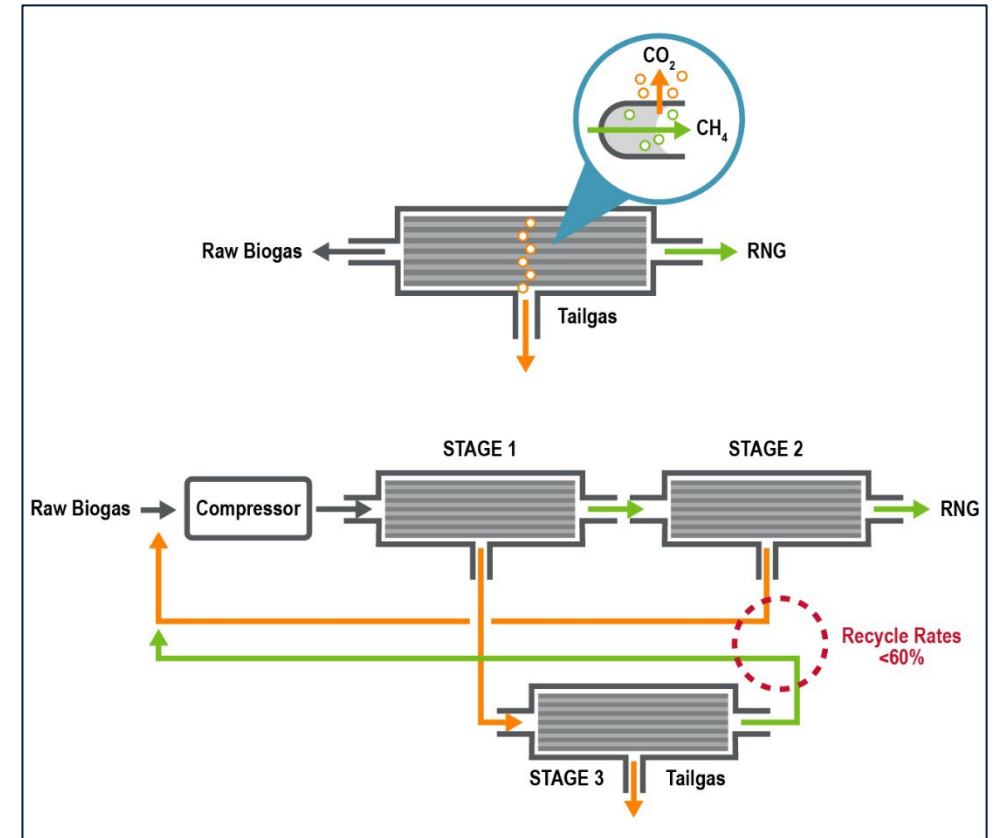 CO₂
CH₄
Raw Biogas
RNG
Tailgas
STAGE 1
STAGE 2
Raw Biogas
Compressor
RNG
Recycle Rates
<60%
STAGE 3
Tailgas